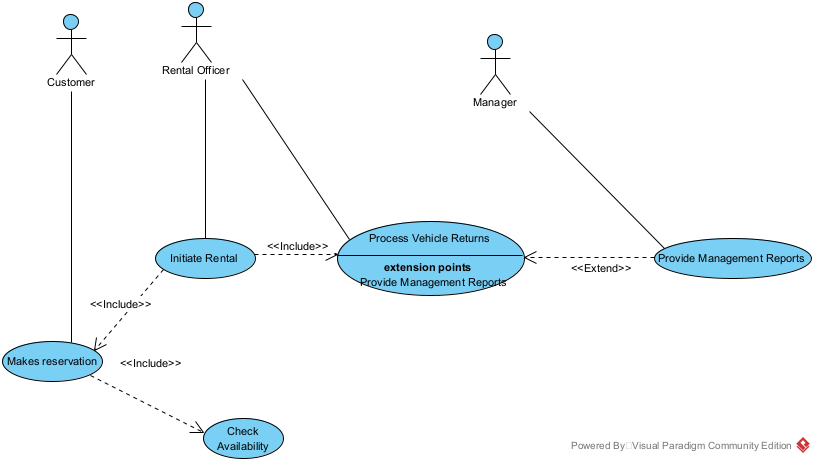 Customer
Rental Officer
Manager
Initiate Rental
<<Include>>
Process Vehicle Returns
extension points
Provide Management Reports
<<Extend>>
Provide Management Reports
<<Include>>
Makes reservation
<<Include>>
Check
Availability
Powered By Visual Paradigm Community Edition